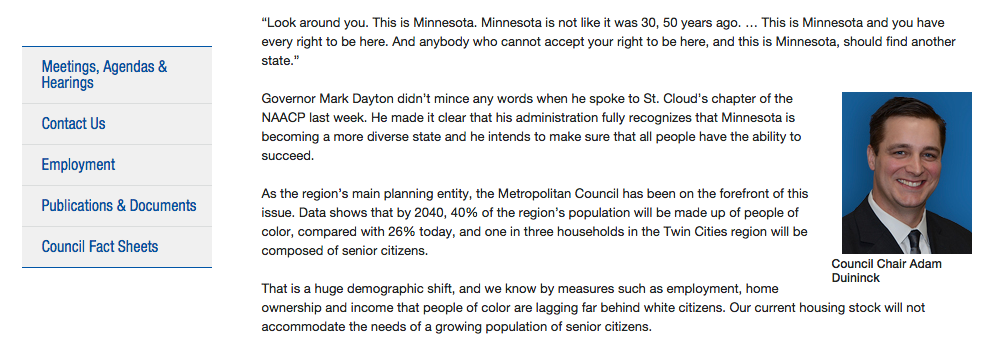 Meetings, Agendas &
Hearings
Contact Us
Employment
Publications & Documents
Council Fact Sheets
“Look around you. This is Minnesota. Minnesota is not like it was 30, 50 years ago. … This is Minnesota and you have
every right to be here. And anybody who cannot accept your right to be here, and this is Minnesota, should find another
state.”
Governor Mark Dayton didn’t mince any words when he spoke to St. Cloud’s chapter of the
NAACP last week. He made it clear that his administration fully recognizes that Minnesota is
becoming a more diverse state and he intends to make sure that all people have the ability to
succeed.
As the region’s main planning entity, the Metropolitan Council has been on the forefront of this
issue. Data shows that by 2040, 40% of the region’s population will be made up of people of
color, compared with 26% today, and one in three households in the Twin Cities region will be
composed of senior citizens.
Council Chair Adam
Duininck
That is a huge demographic shift, and we know by measures such as employment, home
ownership and income that people of color are lagging far behind white citizens. Our current housing stock will not
accommodate the needs of a growing population of senior citizens.